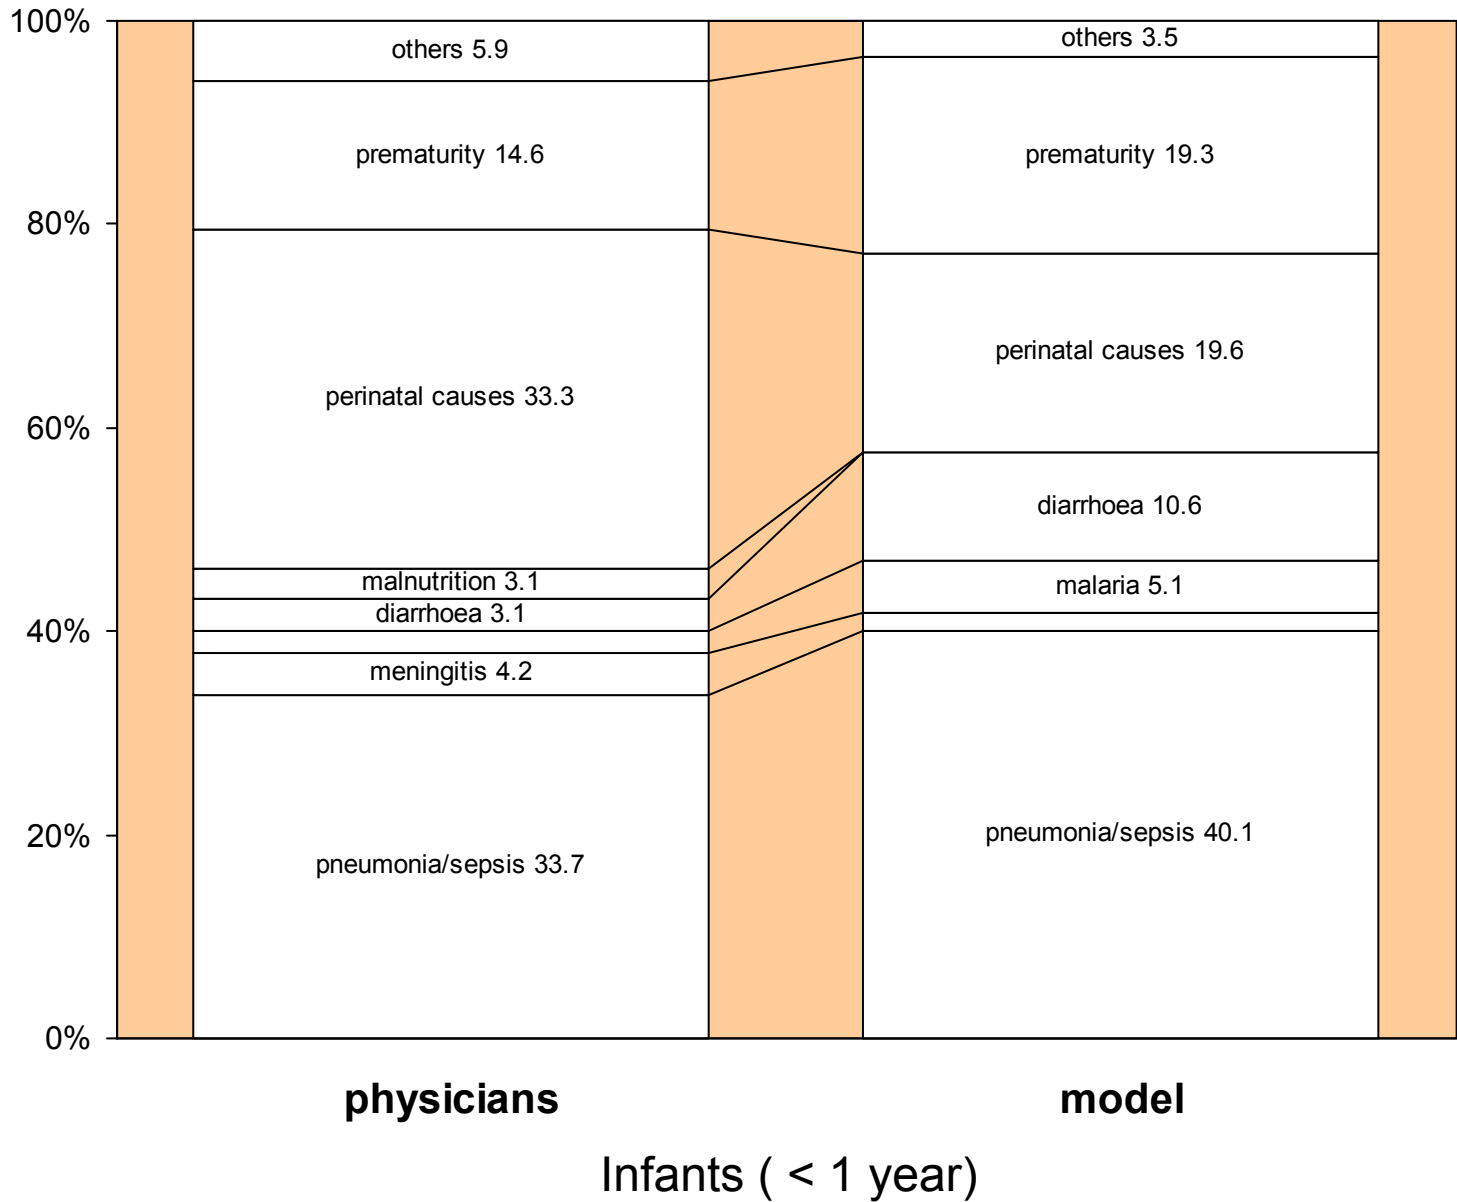 100%
80%
60%
40%
20%
0%
others 5.9
prematurity 14.6
perinatal causes 33.3
malnutrition 3.1
diarrhoea 3.1
meningitis 4.2
pneumonia/sepsis 33.7
others 3.5
prematurity 19.3
perinatal causes 19.6
diarrhoea 10.6
malaria 5.1
pneumonia/sepsis 40.1
physicians
model
Infants ( < 1 year)